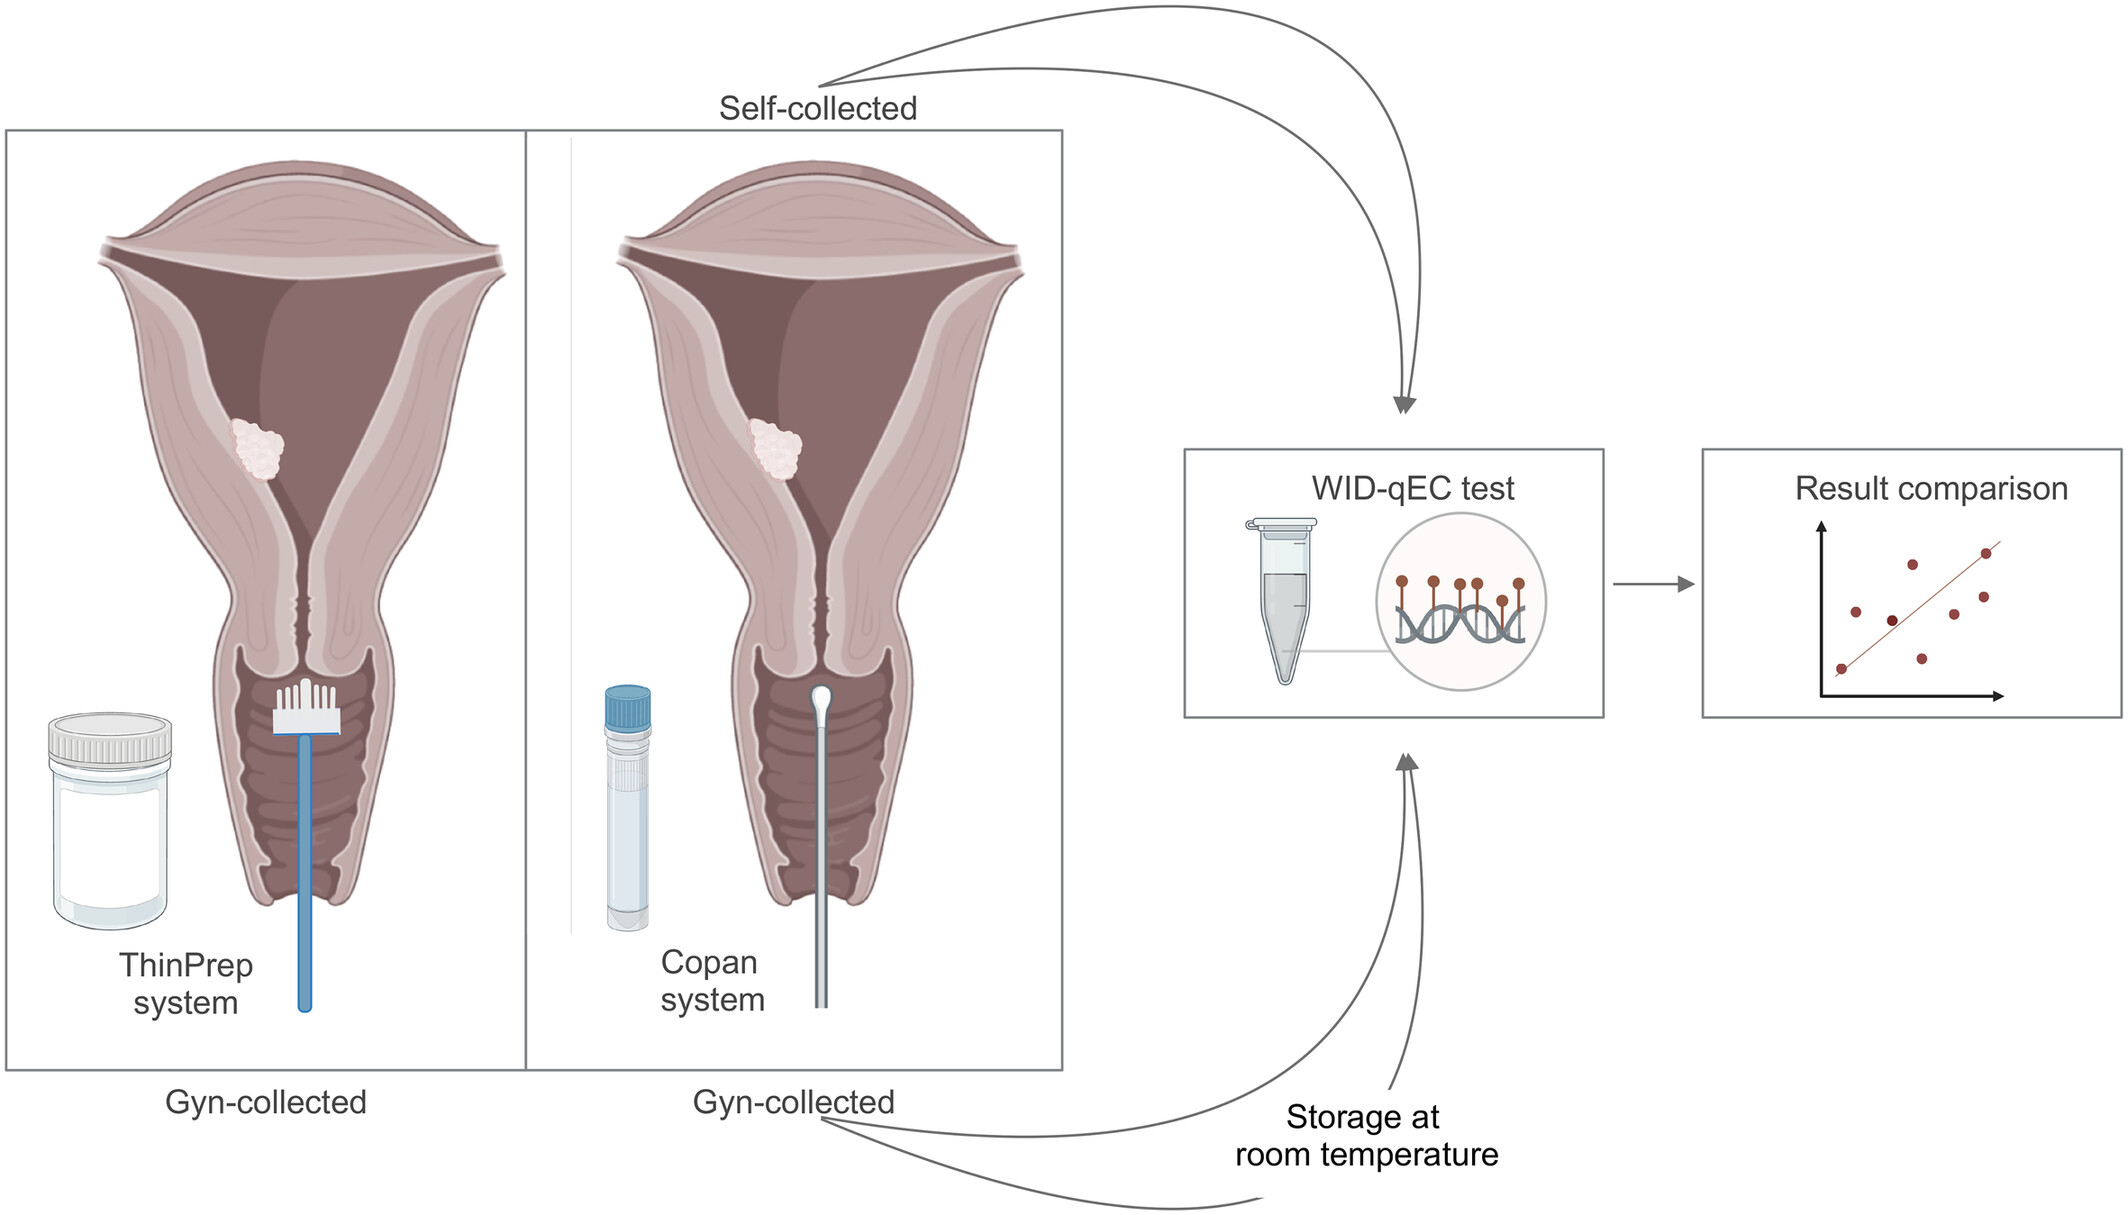 Self-collected
ThinPrep
system
Copan
system
Gyn-collected
Gyn-collected
WID-qEC test
Result comparison
Storage at
room temperature